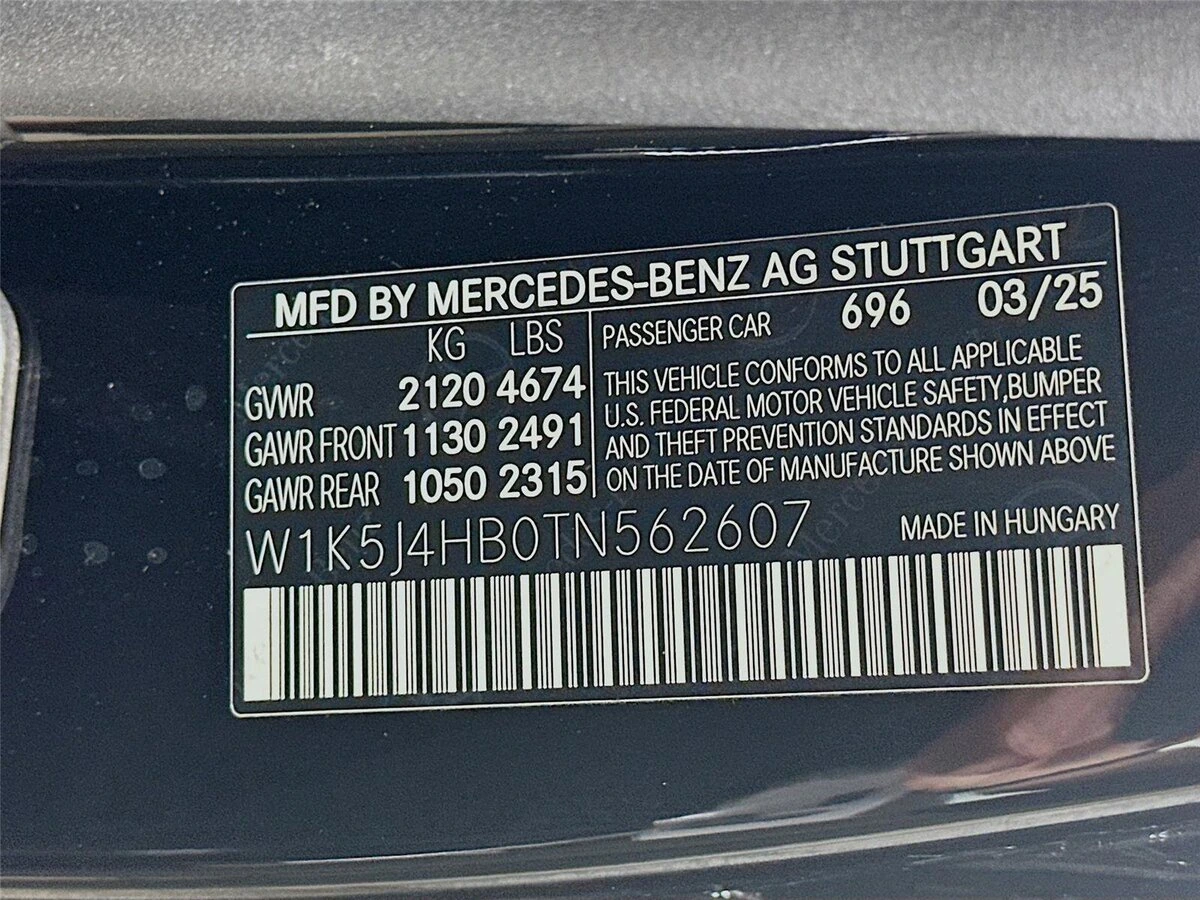 MFD BY MERCEDES-BENZ AG STUTTGART
KG LBS
GVWR 2120 4674
GAWR FRONT 1130 2491
GAWR REAR 1050 2315
PASSENGER CAR 696 03/25
THIS VEHICLE CONFORMS TO ALL APPLICABLE
U.S. FEDERAL MOTOR VEHICLE SAFETY,BUMPER
AND THEFT PREVENTION STANDARDS IN EFFECT
ON THE DATE OF MANUFACTURE SHOWN ABOVE
W1K5J4HB0TN562607 MADE IN HUNGARY